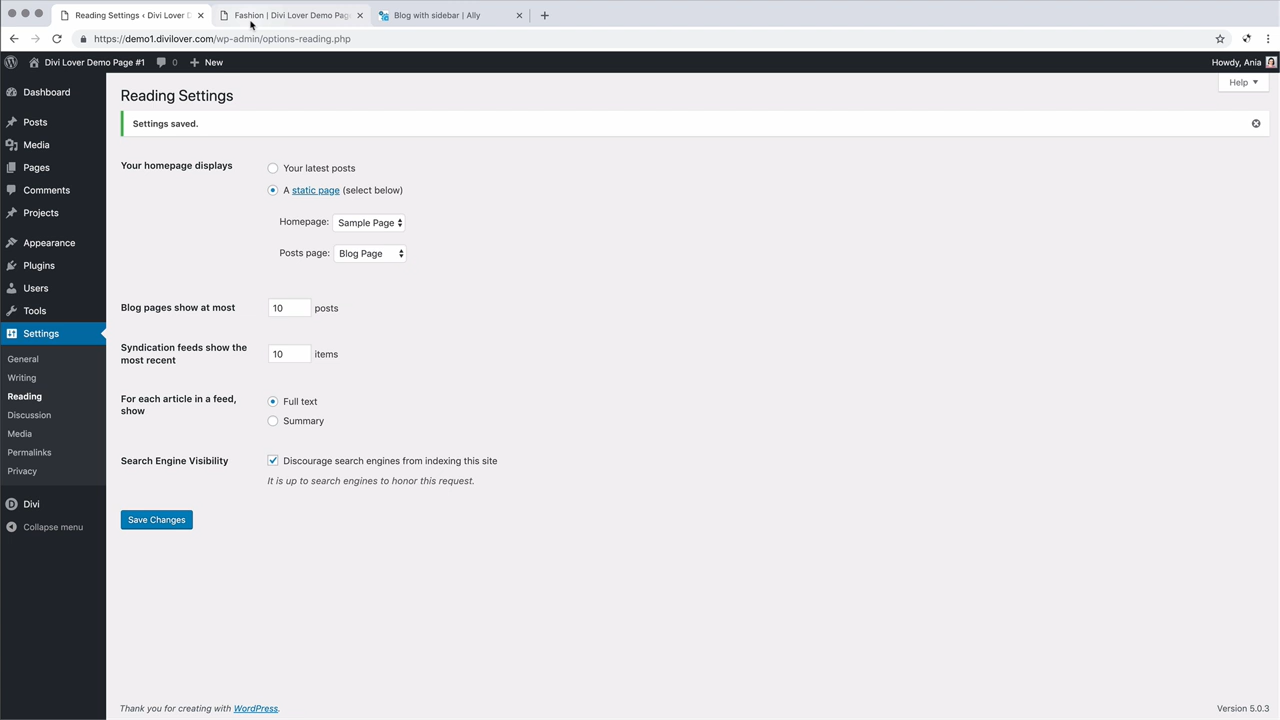 Reading Settings ‹ Divi Lover D
Fashion | Divi Lover Demo Page
Blog with sidebar | Ally
https://demo1.divilover.com/wp-admin/options-reading.php
Divi Lover Demo Page #1
0
New
Howdy, Ania
Help
Dashboard
Posts
Media
Pages
Comments
Projects
Appearance
Plugins
Users
Tools
Settings
General
Writing
Reading
Discussion
Media
Permalinks
Privacy
Divi
Collapse menu
Reading Settings
Settings saved.
Your homepage displays
Your latest posts
A static page (select below)
Homepage: Sample Page
Posts page: Blog Page
Blog pages show at most
10 posts
Syndication feeds show the
most recent
10 items
For each article in a feed,
show
Full text
Summary
Search Engine Visibility
Discourage search engines from indexing this site
It is up to search engines to honor this request.
Save Changes
Thank you for creating with WordPress.
Version 5.0.3